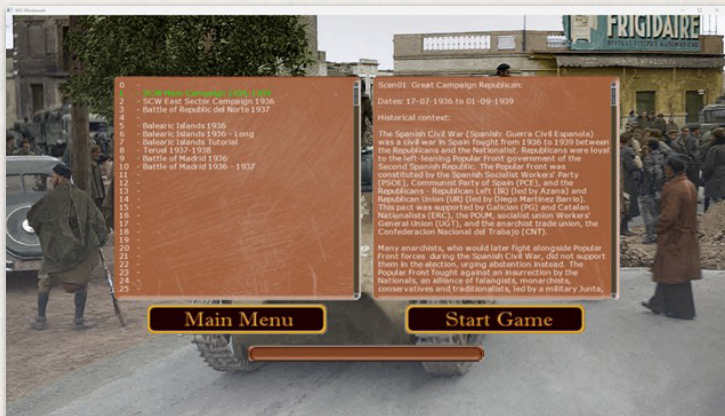 WG Windowed
FRIGIDAIRE
0 -
1 - SCW Main Campaign 1936-1939
2 - SCW East Sector Campaign 1936
3 - Battle of Republic del Norte 1937
4 -
5 - Balearic Islands 1936
6 - Balearic Islands 1936 - Long
7 - Balearic Islands Tutorial
8 - Teruel 1937-1938
9 - Battle of Madrid 1936
10 - Battle of Madrid 1936 - 1937
11 -
12 -
13 -
14 -
15 -
16 -
17 -
18 -
19 -
20 -
21 -
22 -
23 -
24 -
25 -
Scen01 Great Campaign Republican:
Dates: 17-07-1936 to 01-09-1939
Historical context:
The Spanish Civil War (Spanish: Guerra Civil Espanola)
was a civil war in Spain fought from 1936 to 1939 between
the Republicans and the Nationalist. Republicans were loyal
to the left-leening Popular Front government of the
Second Spanish Republic. The Popular Front was
constituted by the Spanish Socialist Workers' Party
(PSOE), Communist Party of Spain (PCE), and the
Republicans - Republican Left (IR) (led by Azana) and
Republican Union (UR) (led by Diego Martinez Barrio).
This pact was supported by Galician (PG) and Catalan
Nationalists (ERC), the POUM, socialist union Workers'
General Union (UGT), and the anarchist trade union, the
Confederacion Nacional del Trabajo (CNT).
Many anarchists, who would later fight alongside Popular
Front forces during the Spanish Civil War, did not support
them in the election, urging abstention instead. The
Popular Front fought against an insurrection by the
Nationals, an alliance of falangists, monarchists,
conservatives and traditionalists, led by a military Junta,
Main Menu
Start Game